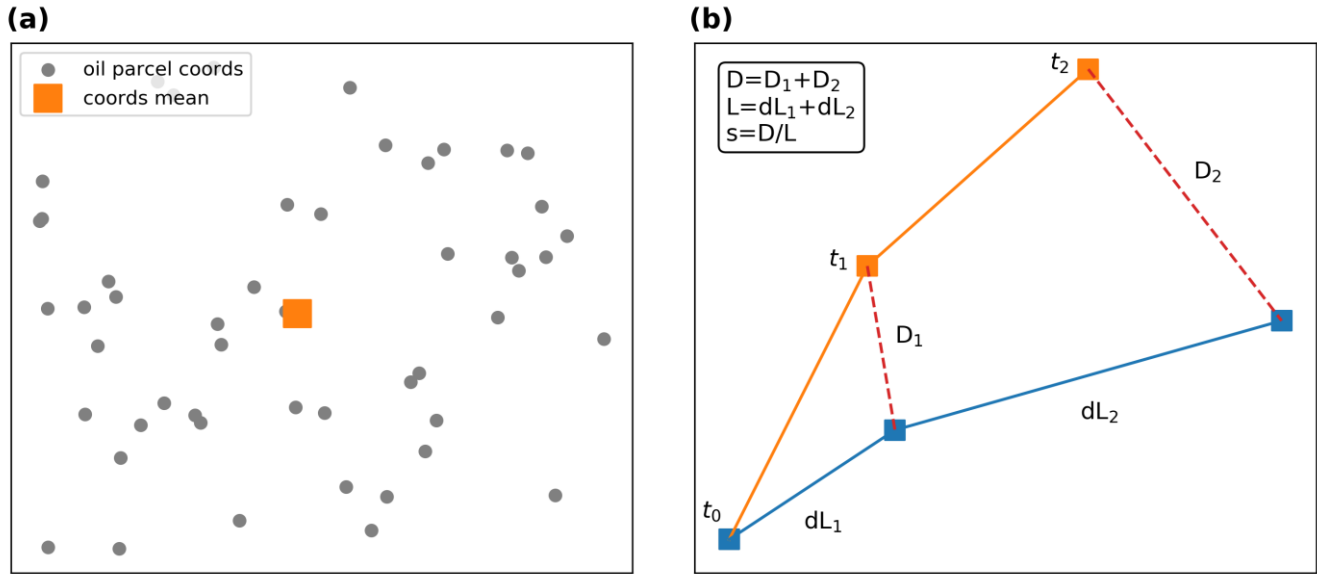 (a)
oil parcel coords
coords mean
(b)
D=D₁+D₂
L=dL₁+dL₂
s=D/L
t₂
D₂
t₁
D₁
dL₂
t₀
dL₁